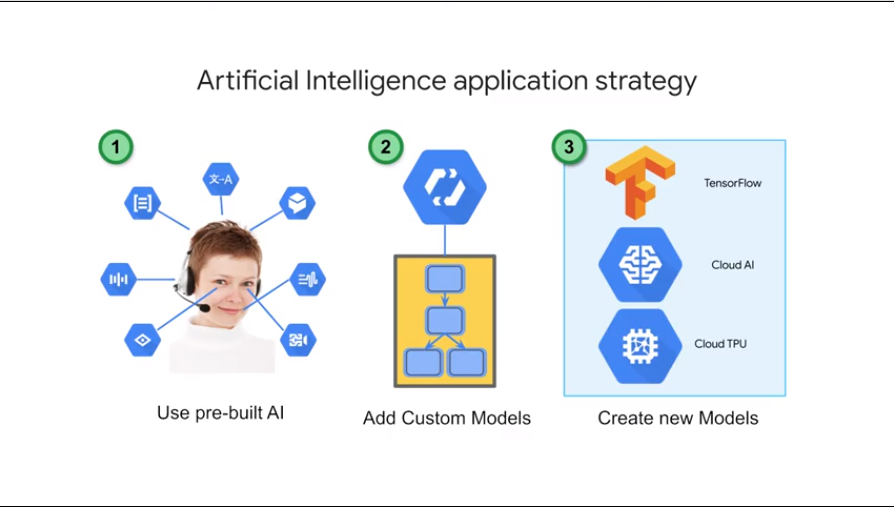 Artificial Intelligence application strategy
1
2
3
文→A
TensorFlow
Cloud AI
Cloud TPU
Use pre-built AI
Add Custom Models
Create new Models